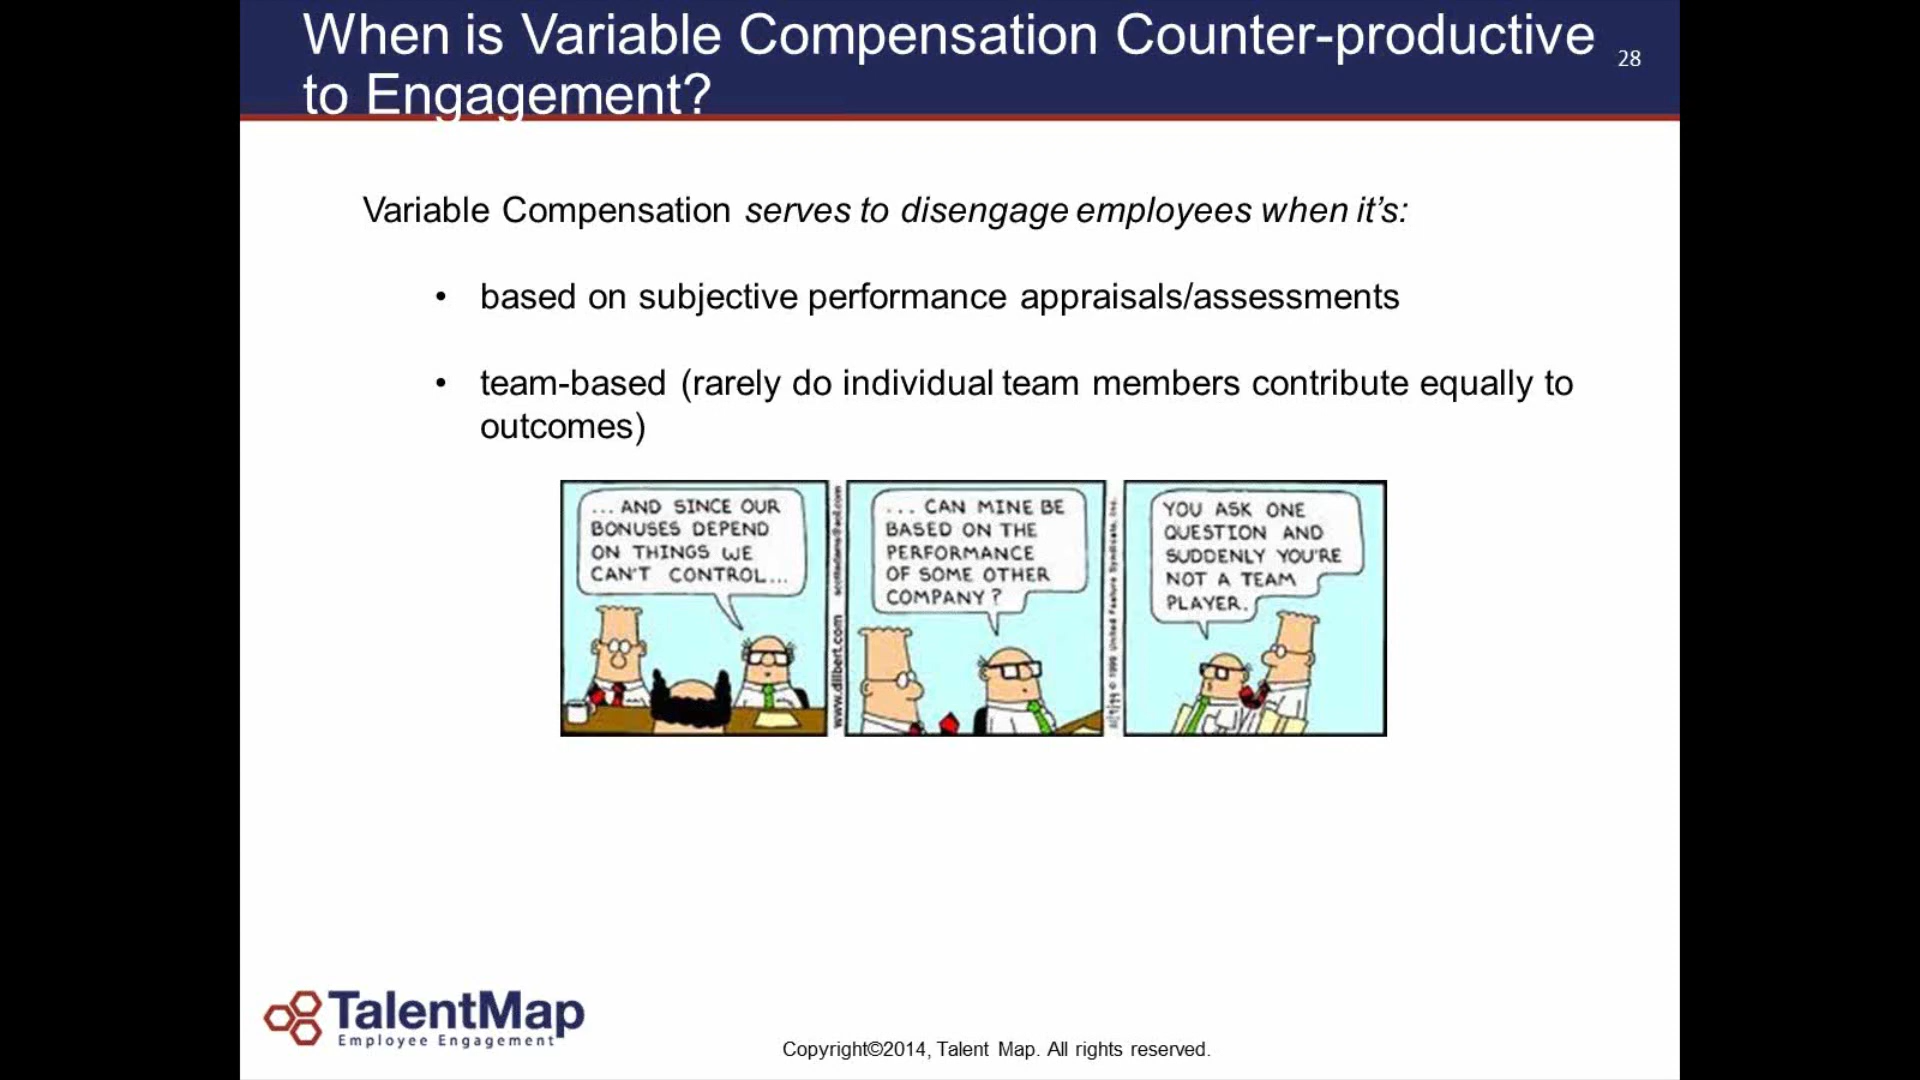 When is Variable Compensation Counter-productive
to Engagement?
28
Variable Compensation serves to disengage employees when it's:
• based on subjective performance appraisals/assessments
• team-based (rarely do individual team members contribute equally to
outcomes)
... AND SINCE OUR
BONUSES DEPEND
ON THINGS WE
CAN'T CONTROL...
www.dilbert.com scottadams@aol.com
... CAN MINE BE
BASED ON THE
PERFORMANCE
OF SOME OTHER
COMPANY?
© 1999 United Feature Syndicate, Inc.
YOU ASK ONE
QUESTION AND
SUDDENLY YOU'RE
NOT A TEAM
PLAYER.
TalentMap
Employee Engagement
Copyright©2014, Talent Map. All rights reserved.